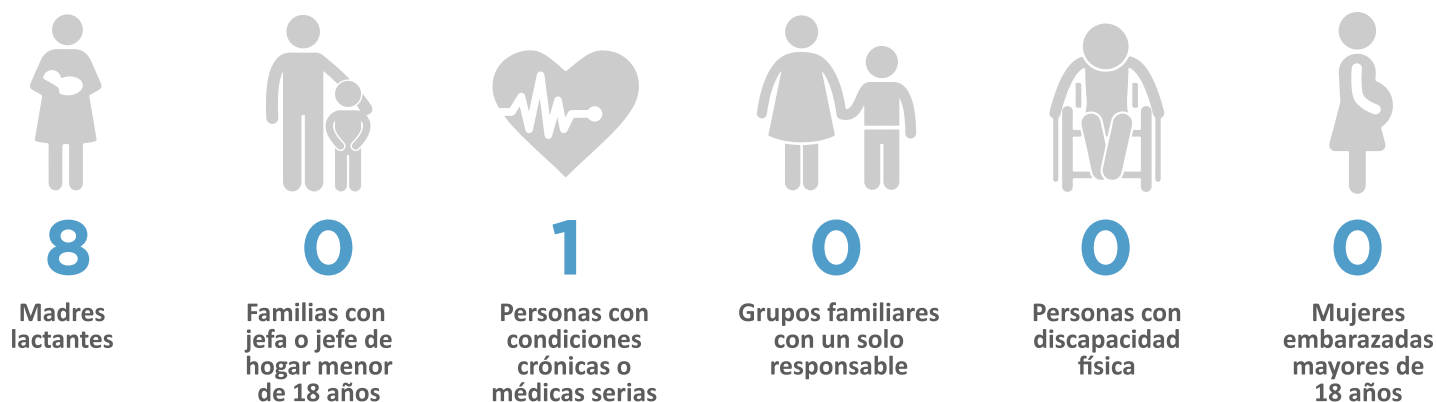 8
Madres
lactantes
0
Familias con
jefa o jefe de
hogar menor
de 18 años
1
Personas con
condiciones
crónicas o
médicas serias
0
Grupos familiares
con un solo
responsable
0
Personas con
discapacidad
física
0
Mujeres
embarazadas
mayores de
18 años